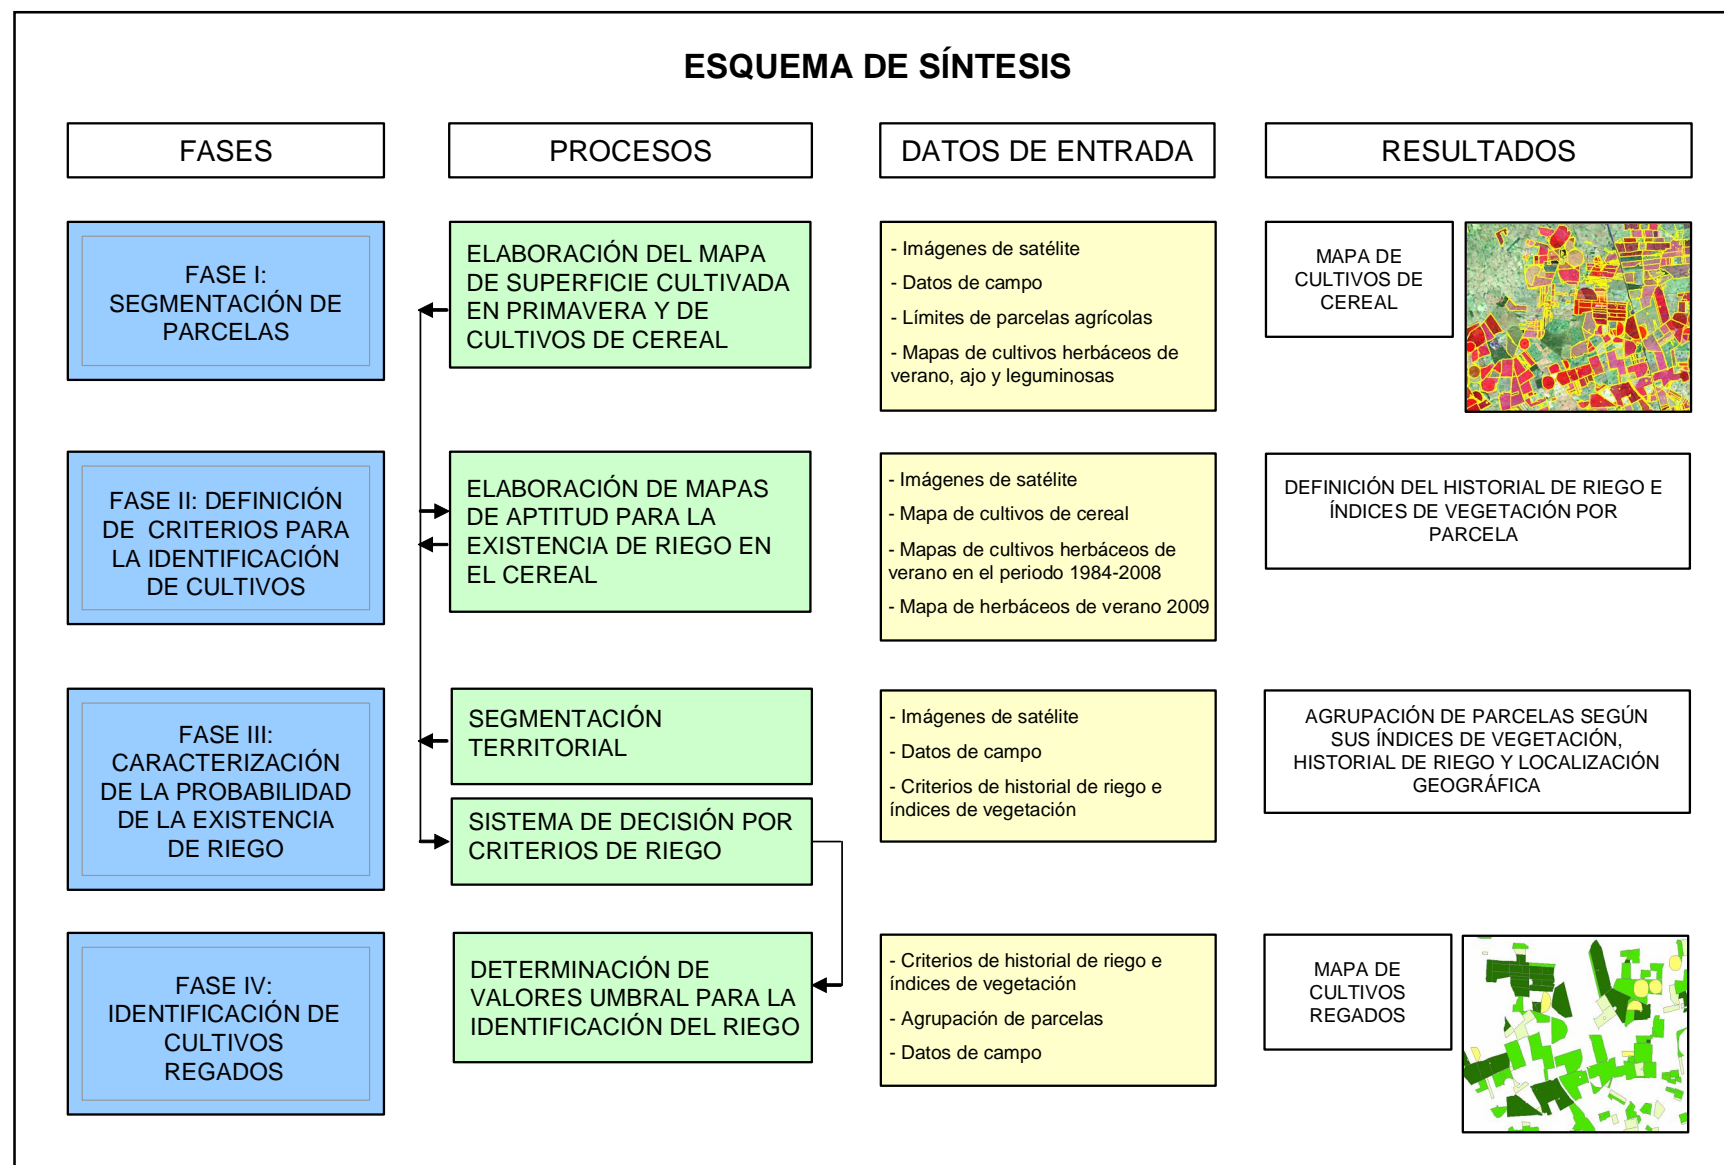 ESQUEMA DE SÍNTESIS
FASES
PROCESOS
DATOS DE ENTRADA
RESULTADOS
FASE I:
SEGMENTACIÓN DE
PARCELAS
ELABORACIÓN DEL MAPA
DE SUPERFICIE CULTIVADA
EN PRIMAVERA Y DE
CULTIVOS DE CEREAL
- Imágenes de satélite
- Datos de campo
- Límites de parcelas agrícolas
- Mapas de cultivos herbáceos de
verano, ajo y leguminosas
MAPA DE
CULTIVOS DE
CEREAL
FASE II: DEFINICIÓN
DE CRITERIOS PARA
LA IDENTIFICACIÓN
DE CULTIVOS
ELABORACIÓN DE MAPAS
DE APTITUD PARA LA
EXISTENCIA DE RIEGO EN
EL CEREAL
- Imágenes de satélite
- Mapa de cultivos de cereal
- Mapas de cultivos herbáceos de
verano en el periodo 1984-2008
- Mapa de herbáceos de verano 2009
DEFINICIÓN DEL HISTORIAL DE RIEGO E
ÍNDICES DE VEGETACIÓN POR
PARCELA
FASE III:
CARACTERIZACIÓN
DE LA PROBABILIDAD
DE LA EXISTENCIA
DE RIEGO
SEGMENTACIÓN
TERRITORIAL
SISTEMA DE DECISIÓN POR
CRITERIOS DE RIEGO
- Imágenes de satélite
- Datos de campo
- Criterios de historial de riego e
índices de vegetación
AGRUPACIÓN DE PARCELAS SEGÚN
SUS ÍNDICES DE VEGETACIÓN,
HISTORIAL DE RIEGO Y LOCALIZACIÓN
GEOGRÁFICA
FASE IV:
IDENTIFICACIÓN DE
CULTIVOS
REGADOS
DETERMINACIÓN DE
VALORES UMBRAL PARA LA
IDENTIFICACIÓN DEL RIEGO
- Criterios de historial de riego e
índices de vegetación
- Agrupación de parcelas
- Datos de campo
MAPA DE
CULTIVOS
REGADOS